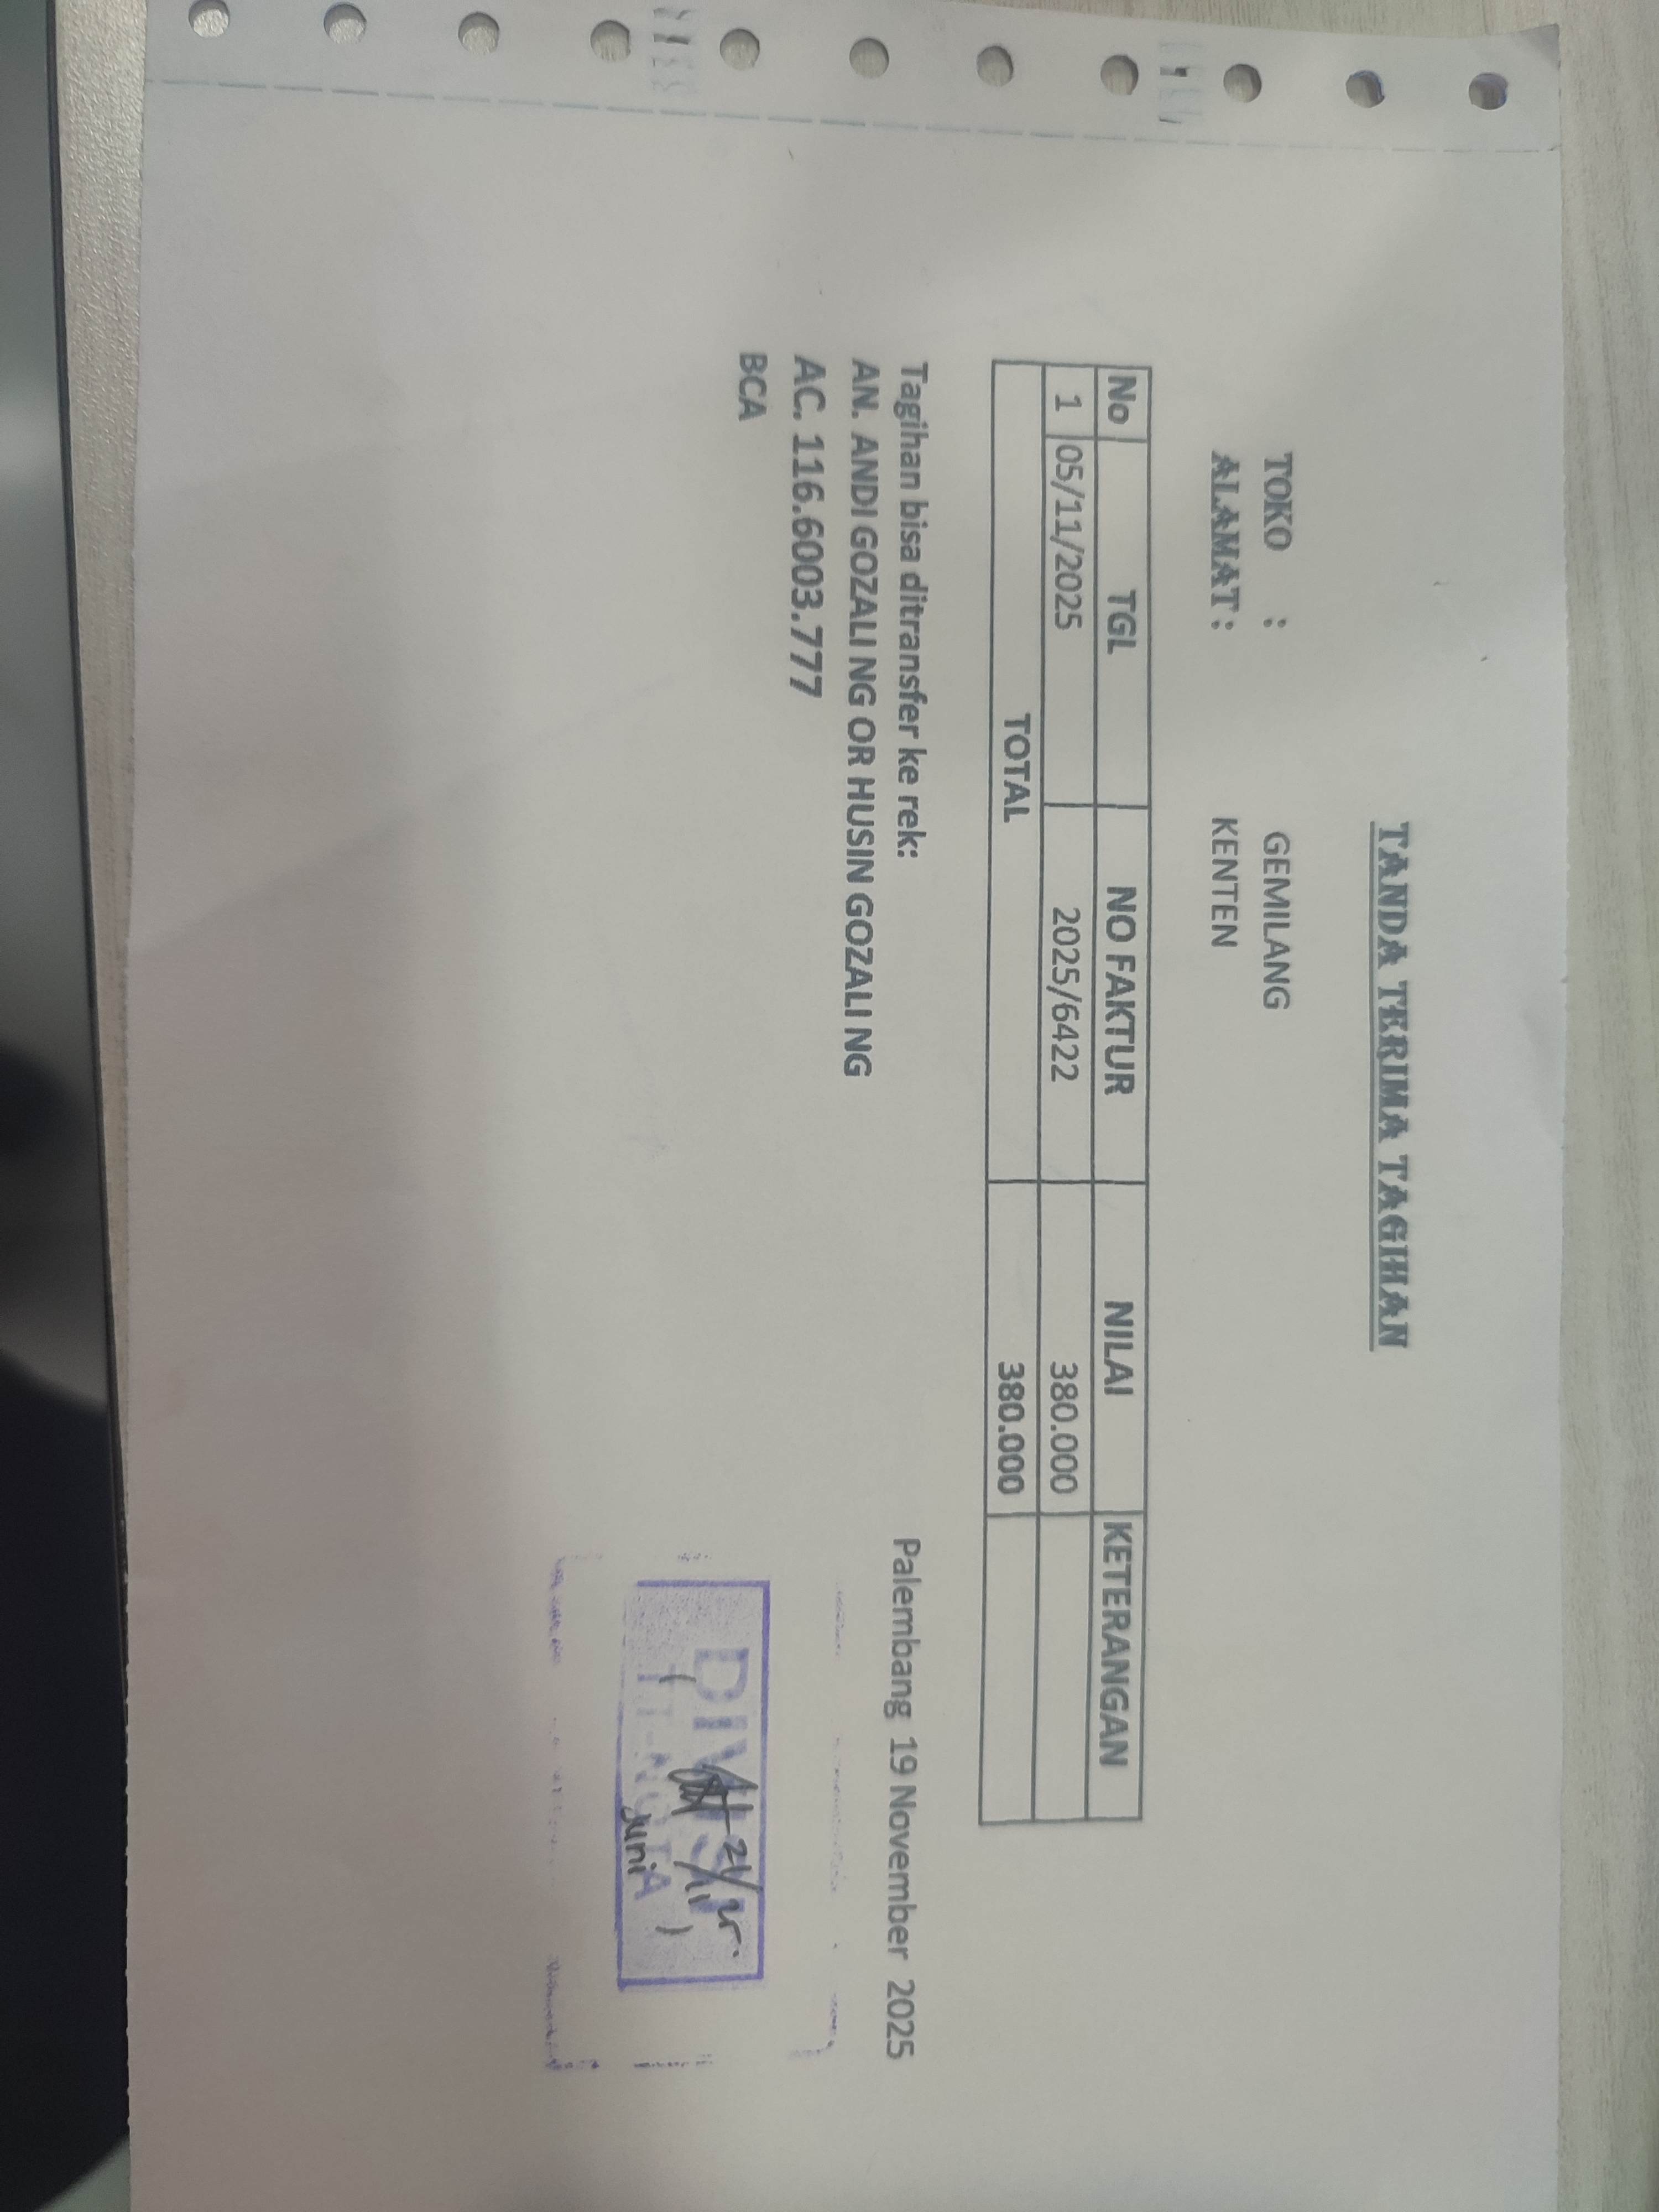 TANDA TERIMA TAGIHAN
TOKO : GEMILANG
ALAMAT : KENTEN
No TGL NO FAKTUR NILAI KETERANGAN
1 05/11/2025 2025/6422 380.000
TOTAL 380.000
Tagihan bisa ditransfer ke rek: Palembang 19 November 2025
AN. ANDI GOZALI NG OR HUSIN GOZALI NG
AC. 116.6003.777
BCA
DIVISI
( )
Juni